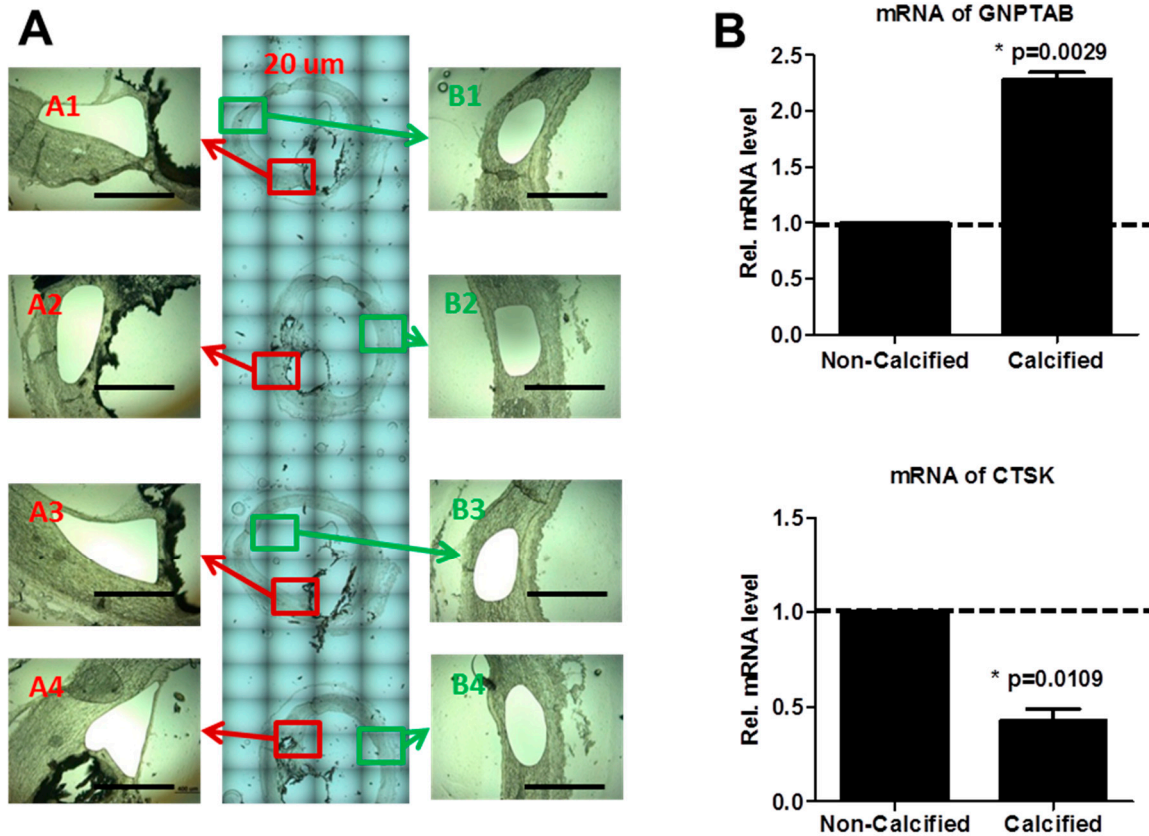 A
20 um
A1
B1
A2
B2
A3
B3
A4
B4
400 um
B
mRNA of GNPTAB
* p=0.0029
Rel. mRNA level
2.5
2.0
1.5
1.0
0.5
0.0
Non-Calcified
Calcified
mRNA of CTSK
* p=0.0109
Rel. mRNA level
1.5
1.0
0.5
0.0
Non-Calcified
Calcified